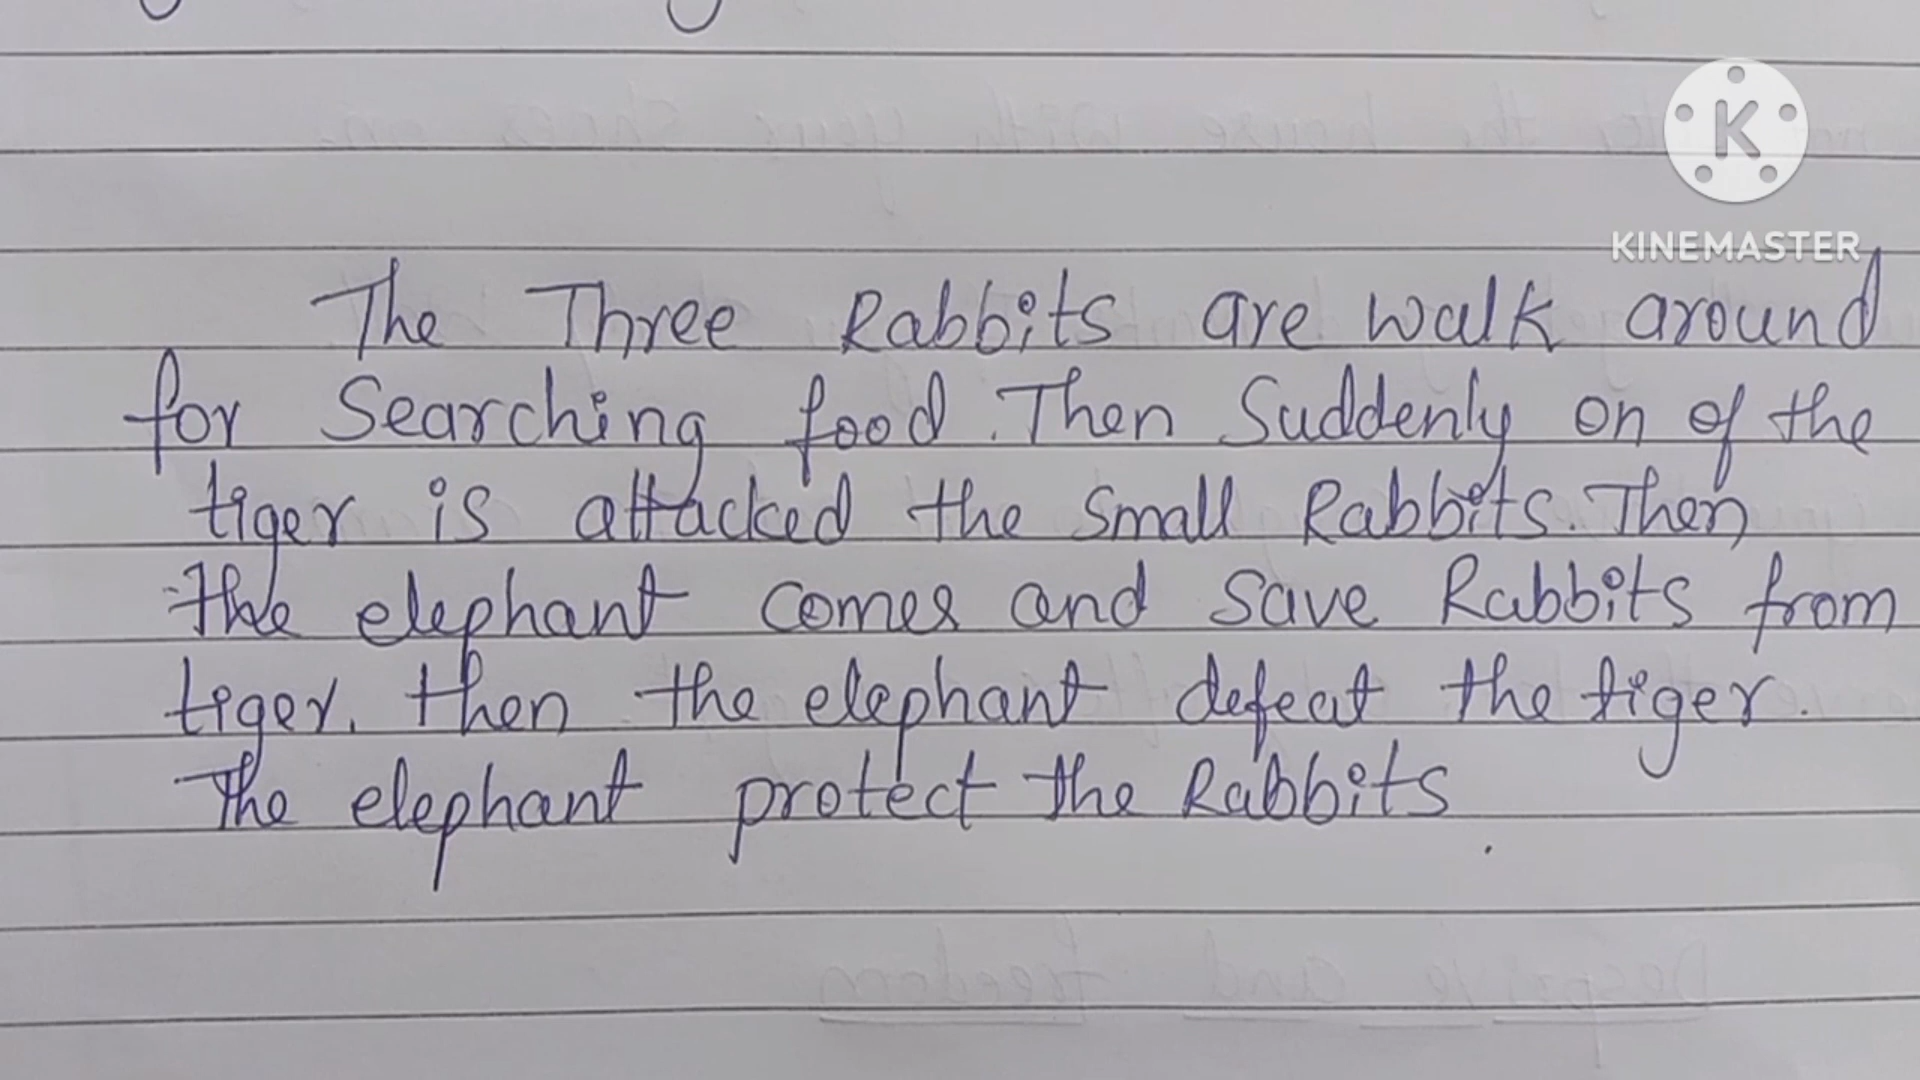 K
KINEMASTER
The Three Rabbits are walk around
for Searching food. Then Suddenly on of the
tiger is attacked the small Rabbits. Then
the elephant comes and save Rabbits from
tiger. then the elephant defeat the tiger.
The elephant protect the Rabbits.